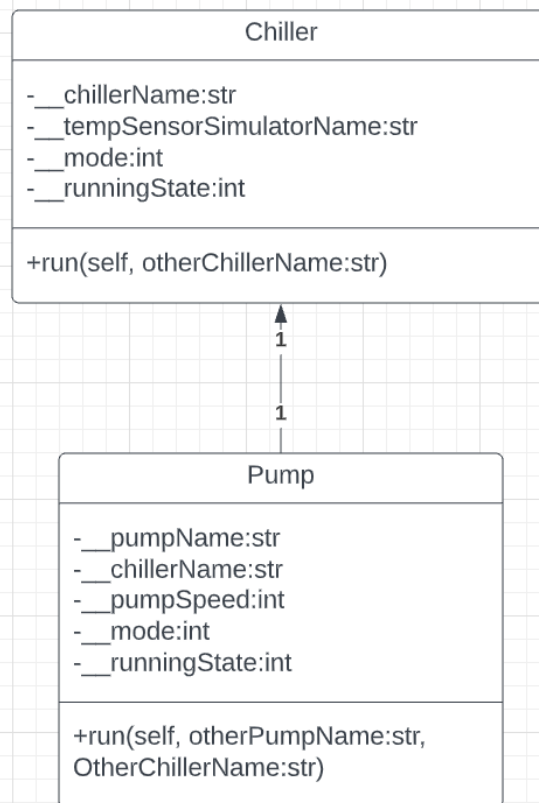 Chiller
-__chillerName:str
-__tempSensorSimulatorName:str
-__mode:int
-__runningState:int
+run(self, otherChillerName:str)
1
1
Pump
-__pumpName:str
-__chillerName:str
-__pumpSpeed:int
-__mode:int
-__runningState:int
+run(self, otherPumpName:str,
OtherChillerName:str)